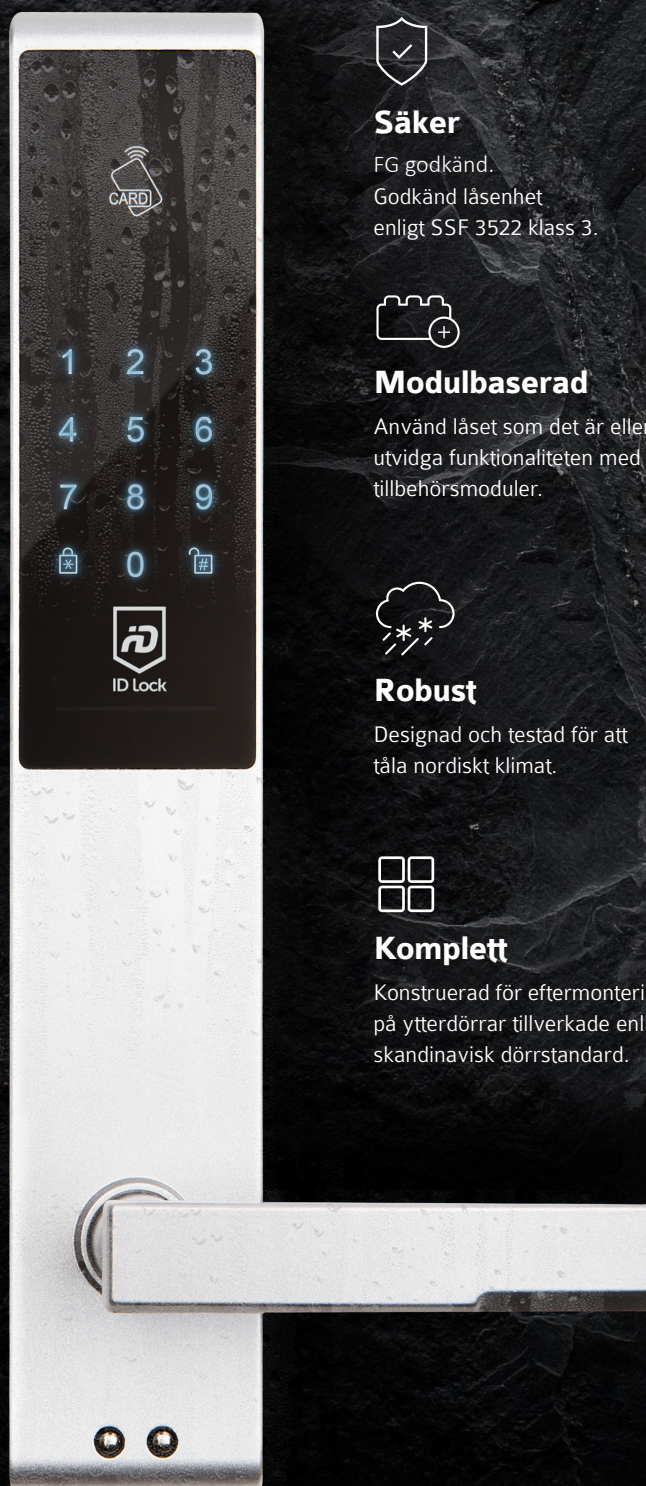 CARD
1 2 3
4 5 6
7 8 9
* 0 #
ID Lock
Säker
FG godkänd.
Godkänd låsenhet
enligt SSF 3522 klass 3.
Modulbaserad
Använd låset som det är eller
utvidga funktionaliteten med
tillbehörsmoduler.
Robust
Designad och testad för att
tåla nordiskt klimat.
Komplett
Konstruerad för eftermonteri
på ytterdörrar tillverkade enl
skandinavisk dörrstandard.